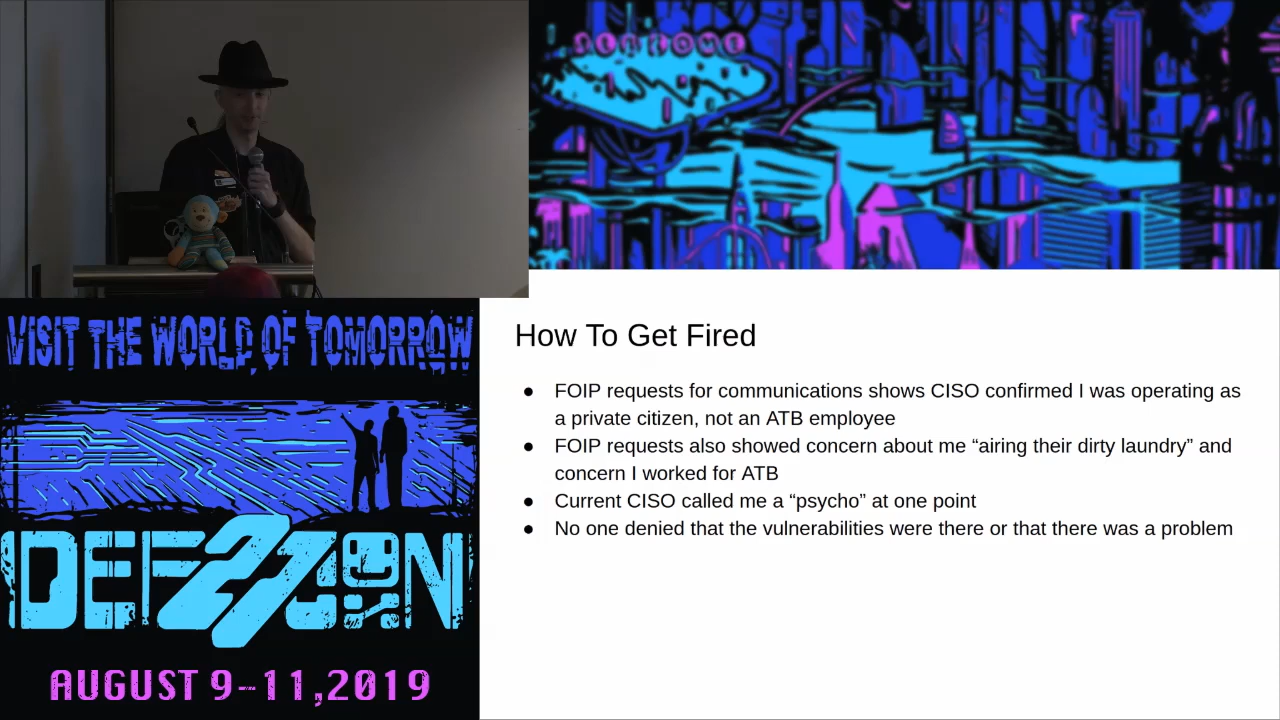 WELCOME
VISIT THE WORLD OF TOMORROW
DEF CON
27
AUGUST 9-11,2019
How To Get Fired
● FOIP requests for communications shows CISO confirmed I was operating as
a private citizen, not an ATB employee
● FOIP requests also showed concern about me “airing their dirty laundry” and
concern I worked for ATB
● Current CISO called me a “psycho” at one point
● No one denied that the vulnerabilities were there or that there was a problem